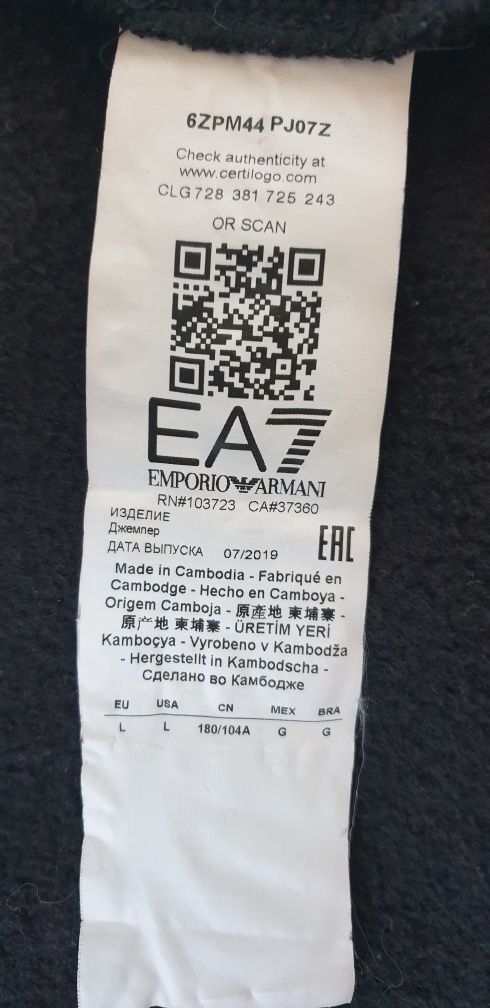 6ZPM44 PJ07Z
Check authenticity at
www.certilogo.com
CLG 728 381 725 243
OR SCAN
EA7
EMPORIO ARMANI
RN#103723 CA#37360
ИЗДЕЛИЕ
Джемпер
ДАТА ВЫПУСКА 07/2019
EAC
Made in Cambodia - Fabriqué en
Cambodge - Hecho en Camboya -
Origem Camboja - 原產地 柬埔寨 -
原产地 柬埔寨 - ÜRETİM YERİ
Kamboçya - Vyrobeno v Kambodža
- Hergestellt in Kambodscha -
Сделано во Камбодже
EU USA CN MEX BRA
L L 180/104A G G